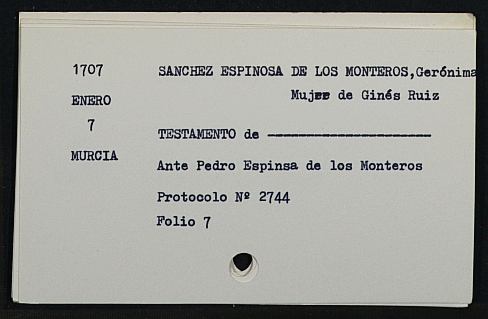 1707
ENERO
7
MURCIA
SANCHEZ ESPINOSA DE LOS MONTEROS,Gerónima
Mujer de Ginés Ruiz
TESTAMENTO de ----------------------
Ante Pedro Espinsa de los Monteros
Protocolo Nº 2744
Folio 7